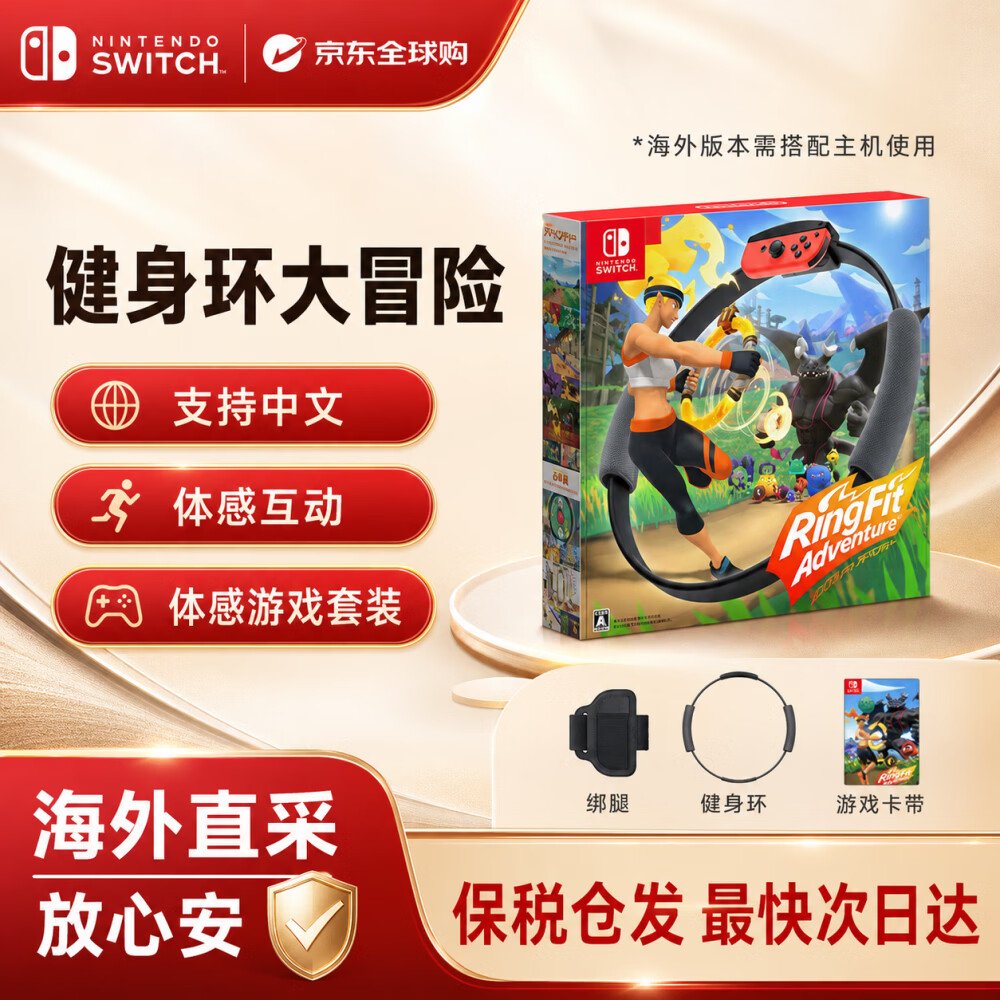 NINTENDO
SWITCH™
京东全球购
*海外版本需搭配主机使用
健身环大冒险
支持中文
体感互动
体感游戏套装
NINTENDO
SWITCH
RingFit
Adventure
A
绑腿
健身环
游戏卡带
RingFit
海外直采
放心安
保税仓发 最快次日达